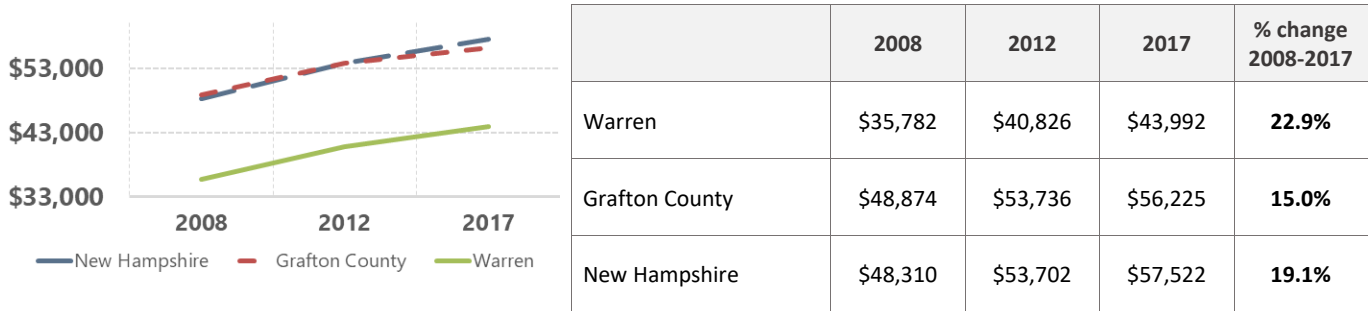 $53,000
$43,000
$33,000
2008 2012 2017
New Hampshire Grafton County Warren
2008 2012 2017 % change
2008-2017
Warren $35,782 $40,826 $43,992 22.9%
Grafton County $48,874 $53,736 $56,225 15.0%
New Hampshire $48,310 $53,702 $57,522 19.1%